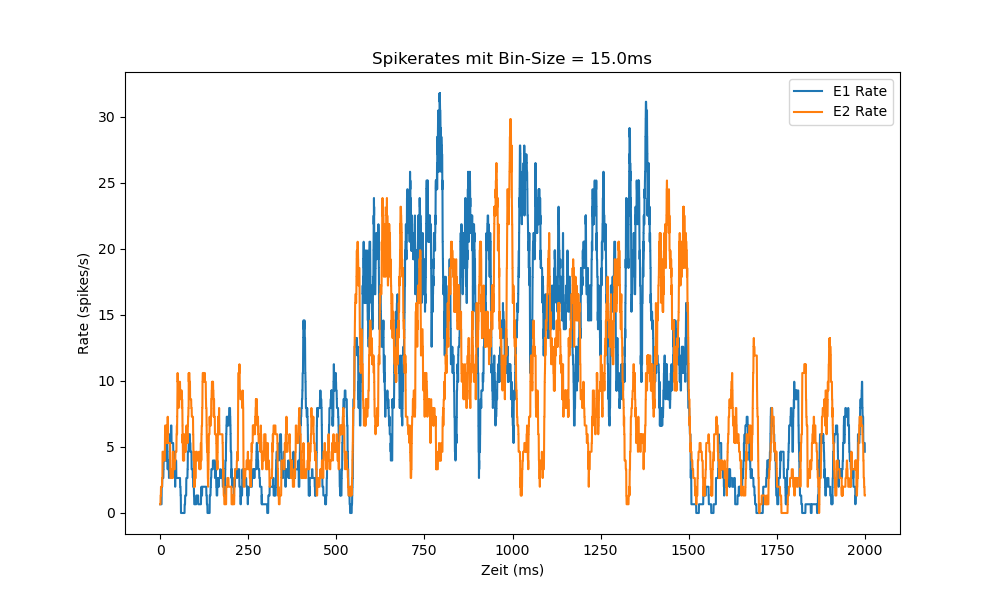 Spikerates mit Bin-Size = 15.0ms
E1 Rate
E2 Rate
Rate (spikes/s)
30
25
20
15
10
5
0
0 250 500 750 1000 1250 1500 1750 2000
Zeit (ms)